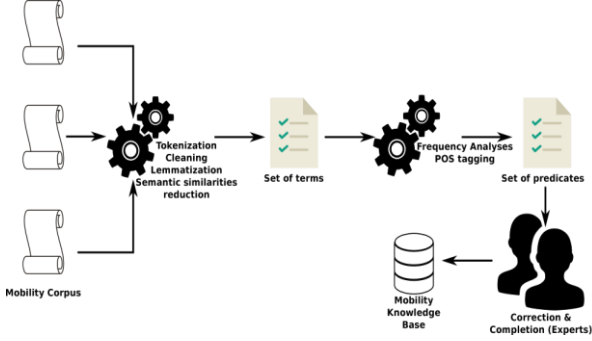 Tokenization
Cleaning
Lemmatization
Semantic similarities
reduction
Set of terms
Frequency Analyses
POS tagging
Set of predicates
Mobility Corpus
Mobility
Knowledge
Base
Correction &
Completion (Experts)